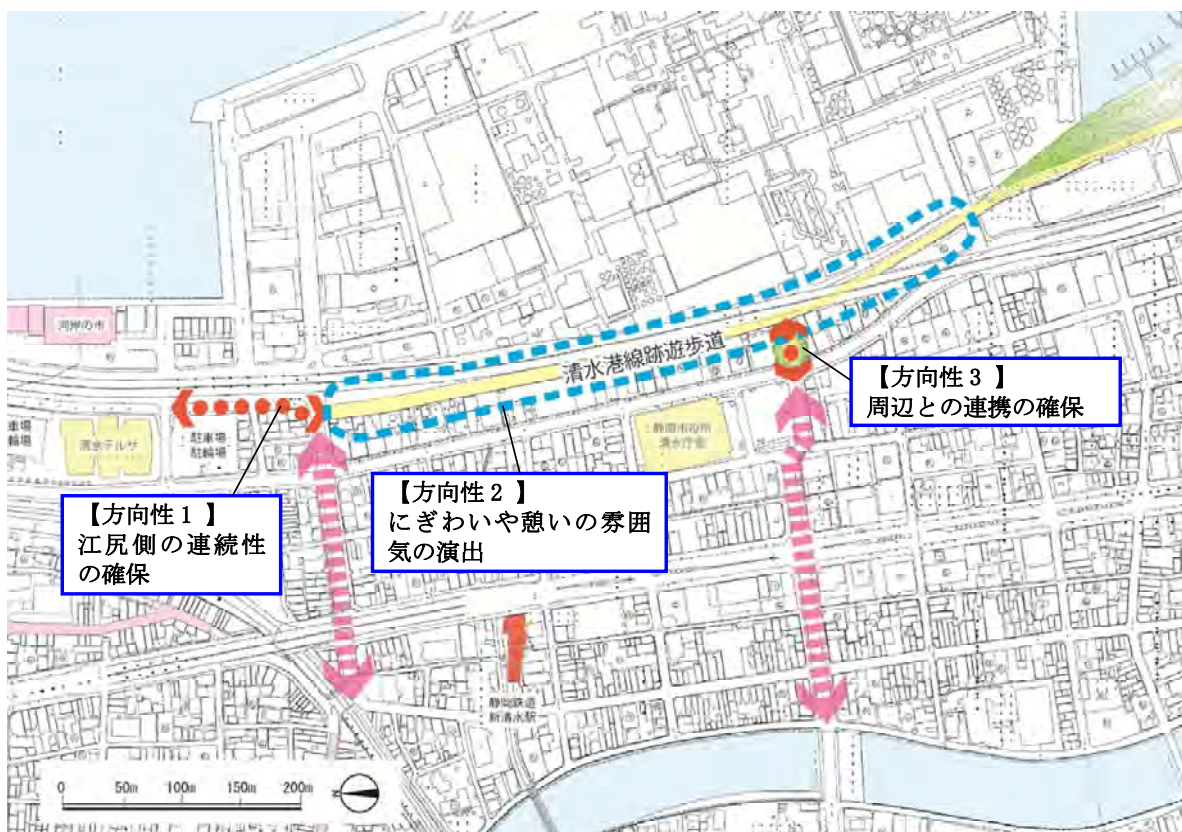 河岸の市
清水港線跡遊歩道
【方向性３】
周辺との連携の確保
車場
輪場
清水テルサ
駐車場
駐輪場
静岡市役所
清水庁舎
【方向性１】
江尻側の連続性
の確保
【方向性２】
にぎわいや憩いの雰囲
気の演出
静岡鉄道
新清水駅
0 50m 100m 150m 200m
N